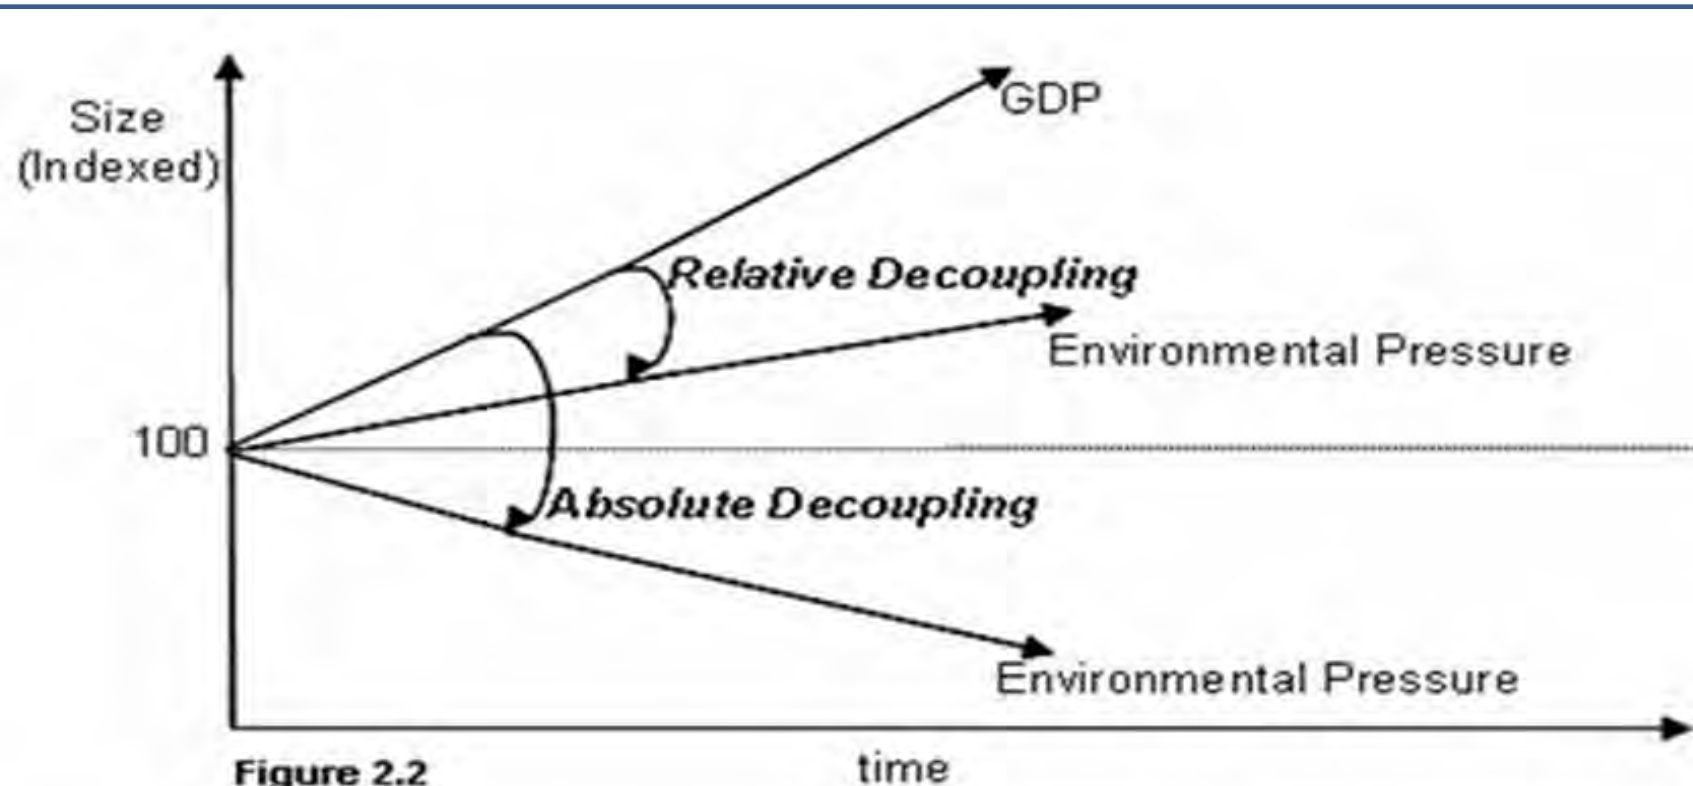 Size
(Indexed)
GDP
Relative Decoupling
Environmental Pressure
100
Absolute Decoupling
Environmental Pressure
Figure 2.2
time